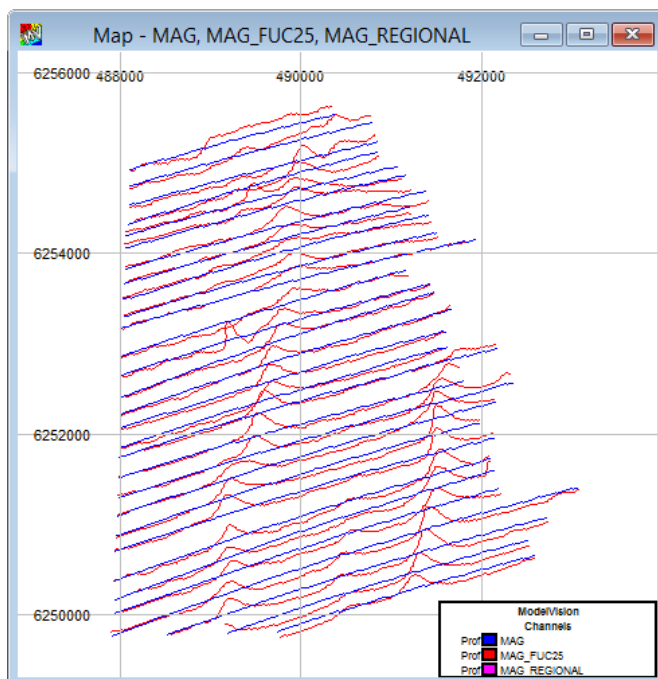 Map - MAG, MAG_FUC25, MAG_REGIONAL
6256000
488000 490000 492000
6254000
6252000
6250000
ModelVision
Channels
Prof MAG
Prof MAG_FUC25
Prof MAG_REGIONAL